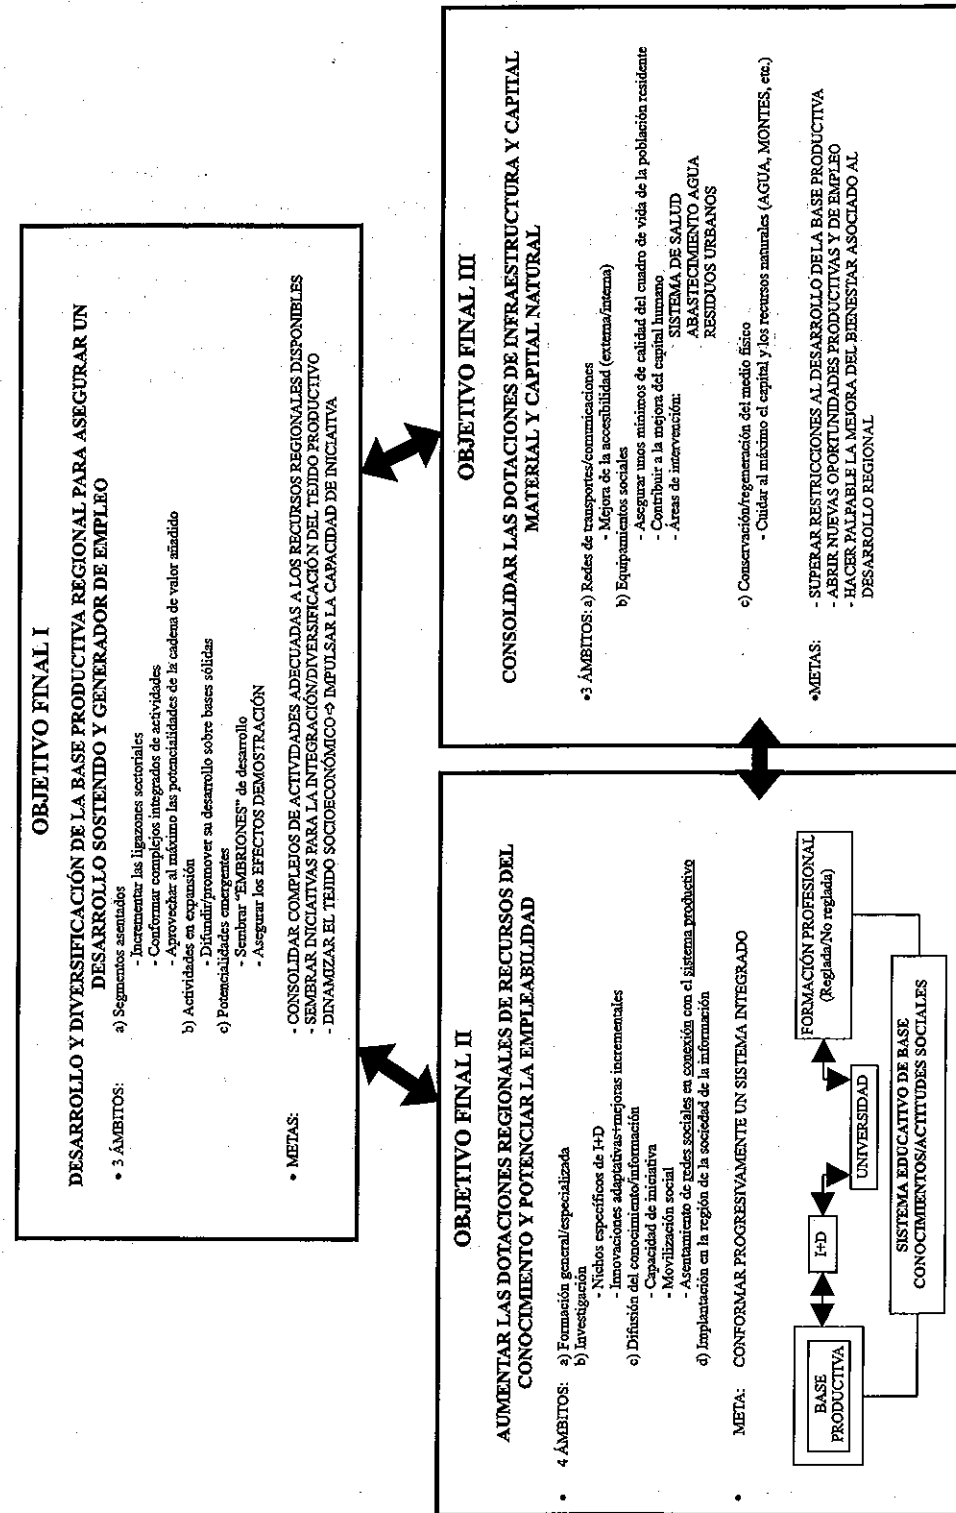 OBJETIVO FINAL I
DESARROLLO Y DIVERSIFICACIÓN DE LA BASE PRODUCTIVA REGIONAL PARA ASEGURAR UN
DESARROLLO SOSTENIDO Y GENERADOR DE EMPLEO
• 3 ÁMBITOS: a) Segmentos asentados
- Incrementar las ligazones sectoriales
- Conformar complejos integrados de actividades
- Aprovechar al máximo las potencialidades de la cadena de valor añadido
b) Actividades en expansión
- Difundir/promover su desarrollo sobre bases sólidas
c) Potencialidades emergentes
- Sembrar "EMBRIONES" de desarrollo
- Asegurar los EFECTOS DEMOSTRACIÓN
• METAS: - CONSOLIDAR COMPLEJOS DE ACTIVIDADES ADECUADAS A LOS RECURSOS REGIONALES DISPONIBLES
- SEMBRAR INICIATIVAS PARA LA INTEGRACIÓN/DIVERSIFICACIÓN DEL TEJIDO PRODUCTIVO
- DINAMIZAR EL TEJIDO SOCIOECONÓMICO➪ IMPULSAR LA CAPACIDAD DE INICIATIVA
OBJETIVO FINAL II
AUMENTAR LAS DOTACIONES REGIONALES DE RECURSOS DEL
CONOCIMIENTO Y POTENCIAR LA EMPLEABILIDAD
• 4 ÁMBITOS: a) Formación general/especializada
b) Investigación
- Nichos específicos de I+D
- Innovaciones adaptativas+mejoras incrementales
c) Difusión del conocimiento/información
- Capacidad de iniciativa
- Movilización social
- Asentamiento de redes sociales en conexión con el sistema productivo
d) Implantación en la región de la sociedad de la información
• META: CONFORMAR PROGRESIVAMENTE UN SISTEMA INTEGRADO
BASE
PRODUCTIVA
I+D
UNIVERSIDAD
FORMACIÓN PROFESIONAL
(Reglada/No reglada)
SISTEMA EDUCATIVO DE BASE
CONOCIMIENTOS/ACTITUDES SOCIALES
OBJETIVO FINAL III
CONSOLIDAR LAS DOTACIONES DE INFRAESTRUCTURA Y CAPITAL
MATERIAL Y CAPITAL NATURAL
•3 ÁMBITOS: a) Redes de transportes/comunicaciones
- Mejora de la accesibilidad (externa/interna)
b) Equipamientos sociales
- Asegurar unos mínimos de calidad del cuadro de vida de la población residente
- Contribuir a la mejora del capital humano
- Áreas de intervención: SISTEMA DE SALUD
ABASTECIMIENTO AGUA
RESIDUOS URBANOS
c) Conservación/regeneración del medio físico
- Cuidar al máximo el capital y los recursos naturales (AGUA, MONTES, etc.)
•METAS: - SUPERAR RESTRICCIONES AL DESARROLLO DE LA BASE PRODUCTIVA
- ABRIR NUEVAS OPORTUNIDADES PRODUCTIVAS Y DE EMPLEO
- HACER PALPABLE LA MEJORA DEL BIENESTAR ASOCIADO AL
DESARROLLO REGIONAL